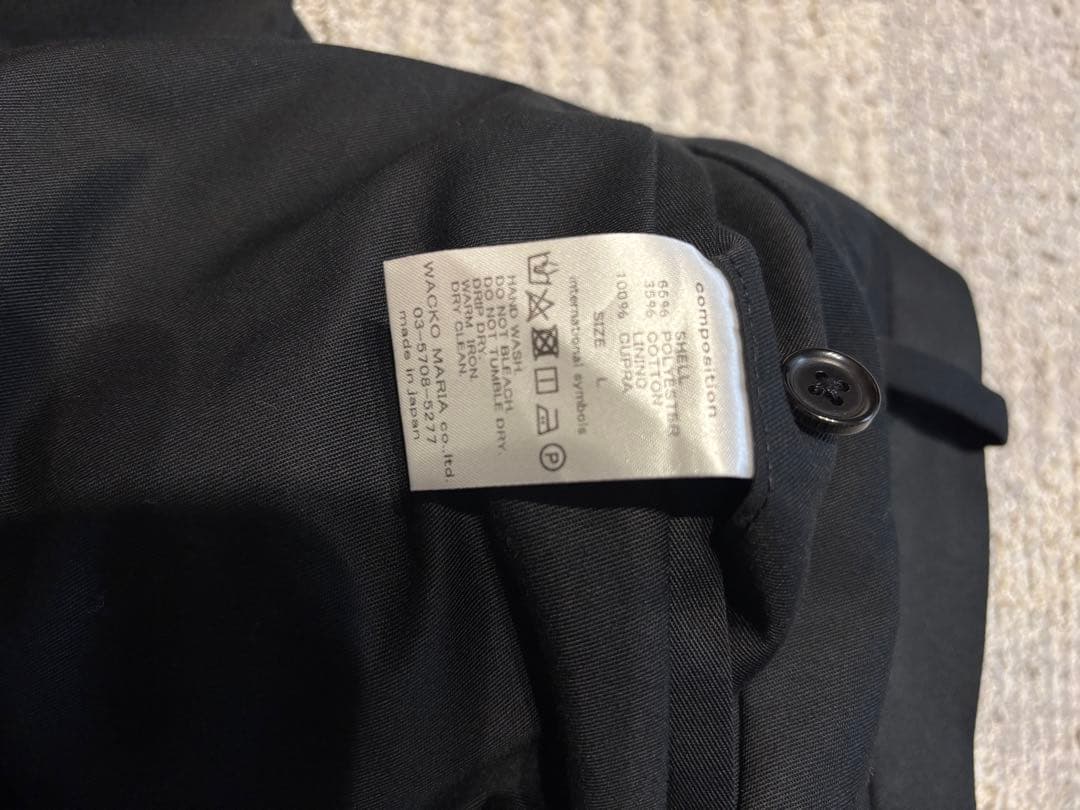 composition
SHELL
65% POLYESTER
35% COTTON
LINING
100% CUPRA
SIZE L
international symbols
P
HAND WASH.
DO NOT BLEACH.
DO NOT TUMBLE DRY.
DRIP DRY.
WARM IRON.
DRY CLEAN.
WACKO MARIA co.,ltd.
03-5708-5277
made in japan